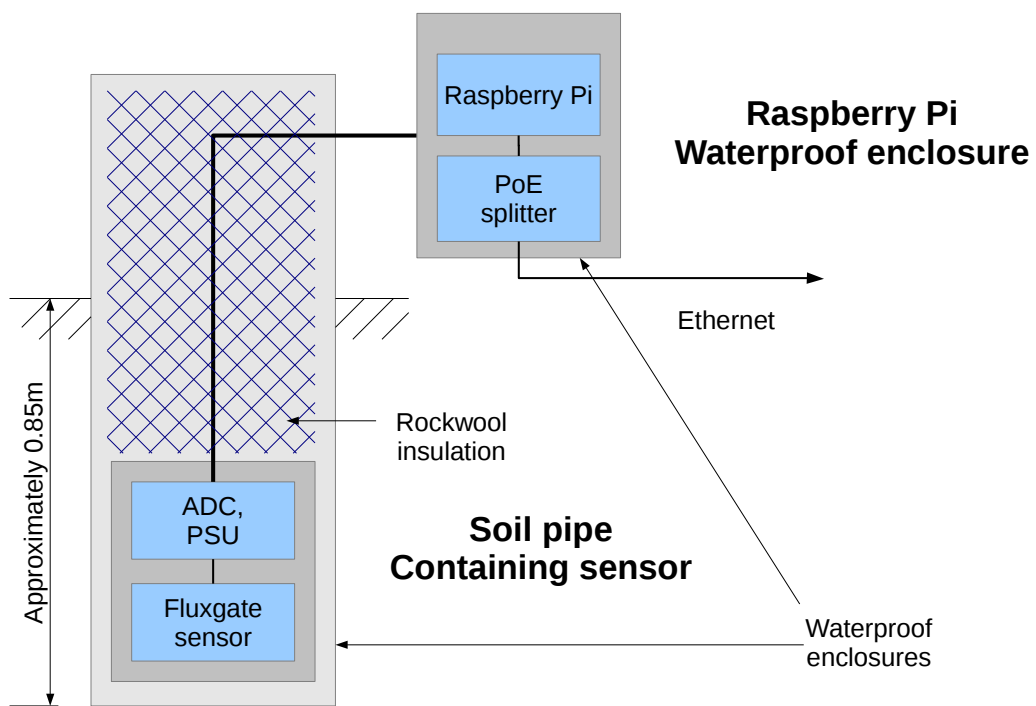 Raspberry Pi
PoE
splitter
Raspberry Pi
Waterproof enclosure
Ethernet
Approximately 0.85m
Rockwool
insulation
ADC,
PSU
Fluxgate
sensor
Soil pipe
Containing sensor
Waterproof
enclosures